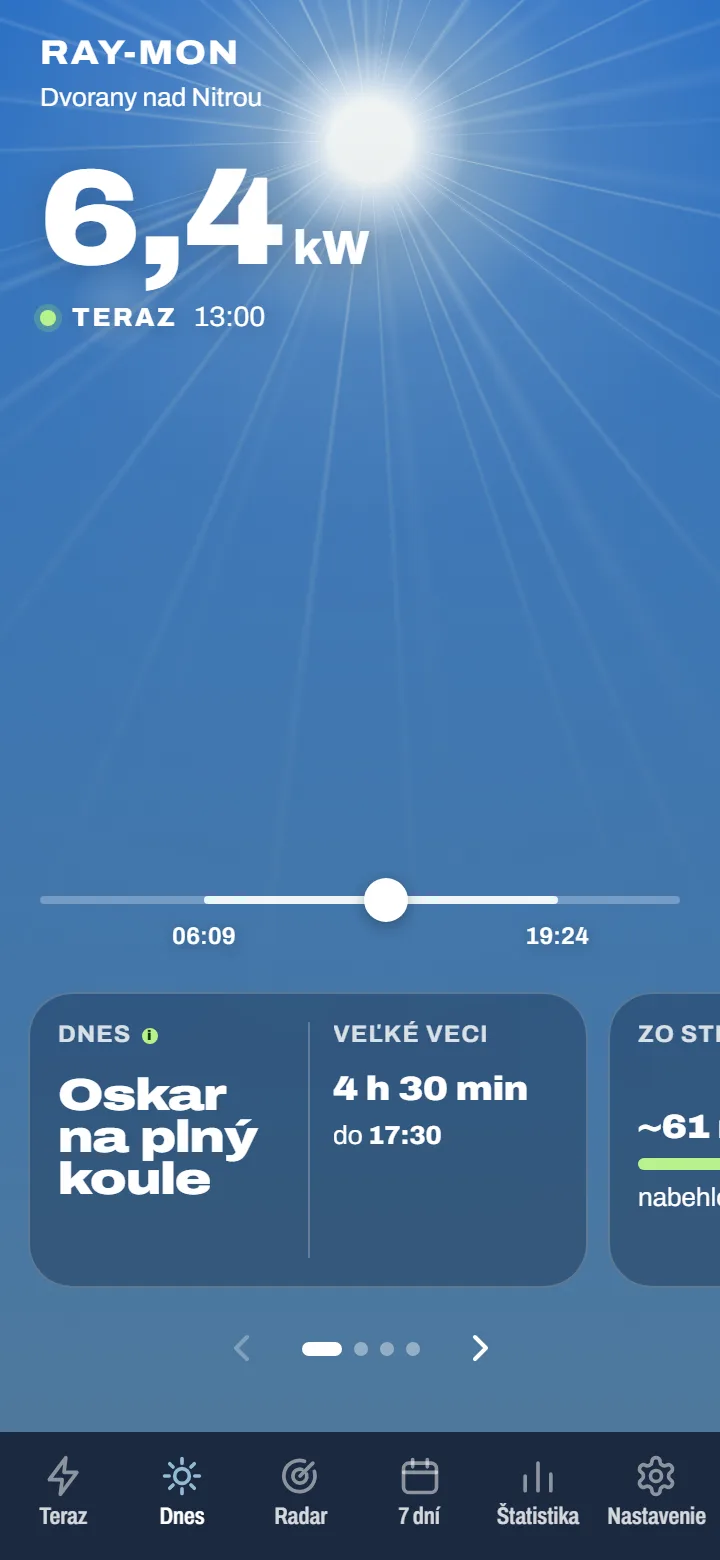 RAY-MON
Dvorany nad Nitrou
6,4 kW
TERAZ 13:00
06:09 19:24
DNES i
Oskar
na plný
koule
VEĽKÉ VECI
4 h 30 min
do 17:30
~61
Teraz Dnes Radar 7 dní Štatistika Nastavenie